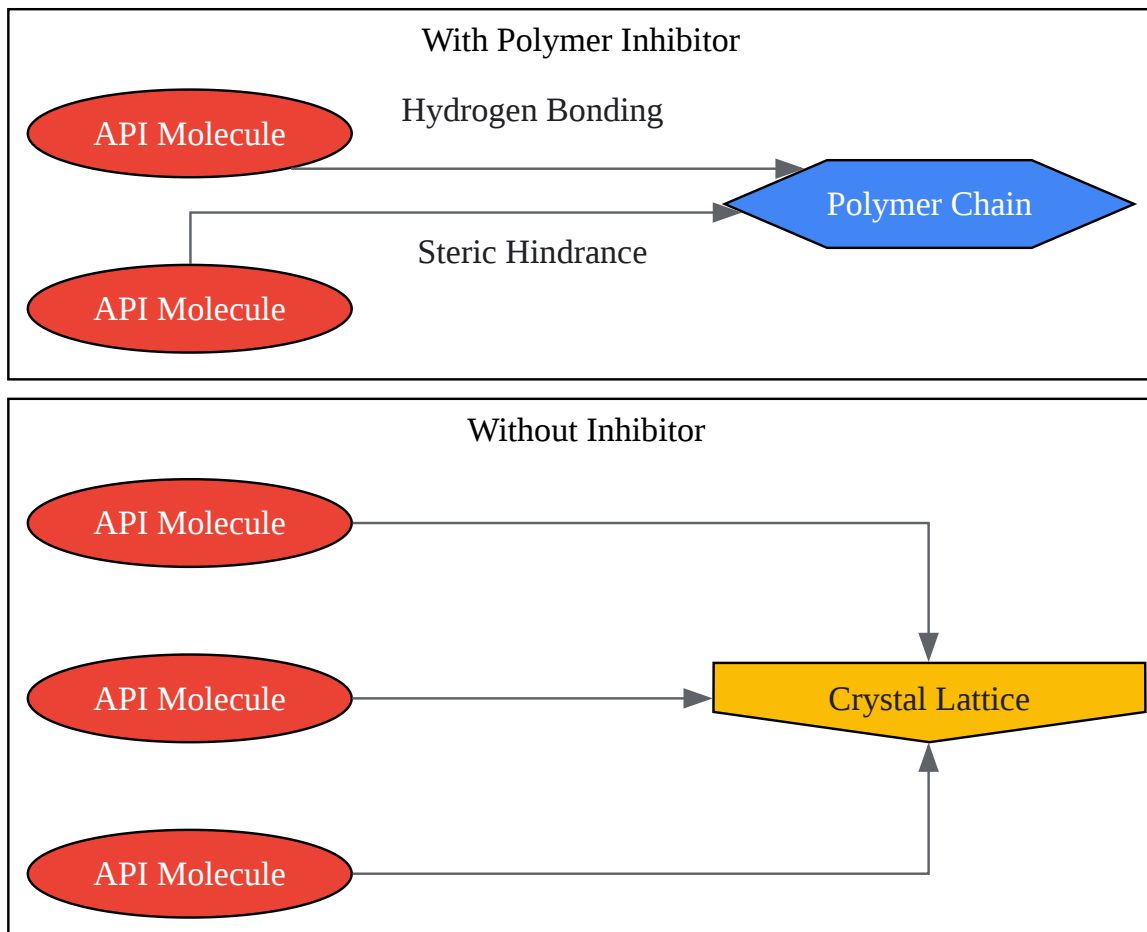 With Polymer Inhibitor
API Molecule
Hydrogen Bonding
Polymer Chain
Steric Hindrance
API Molecule
Without Inhibitor
API Molecule
API Molecule
Crystal Lattice
API Molecule